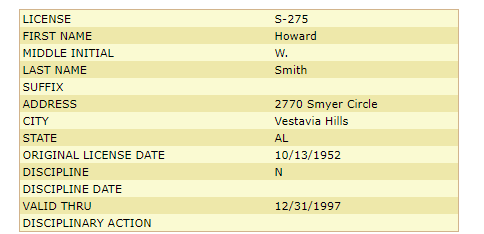 LICENSE S-275
FIRST NAME Howard
MIDDLE INITIAL W.
LAST NAME Smith
SUFFIX
ADDRESS 2770 Smyer Circle
CITY Vestavia Hills
STATE AL
ORIGINAL LICENSE DATE 10/13/1952
DISCIPLINE N
DISCIPLINE DATE
VALID THRU 12/31/1997
DISCIPLINARY ACTION